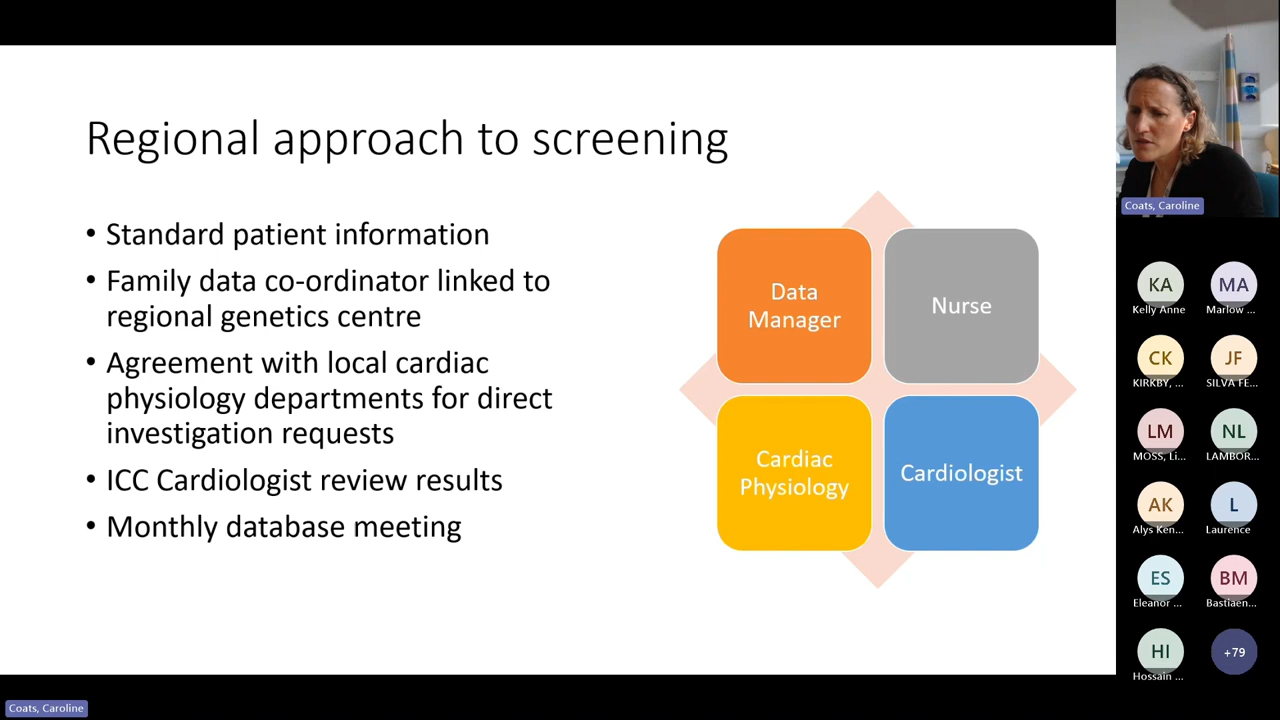 Regional approach to screening
• Standard patient information
• Family data co-ordinator linked to
regional genetics centre
• Agreement with local cardiac
physiology departments for direct
investigation requests
• ICC Cardiologist review results
• Monthly database meeting
Data
Manager
Nurse
Cardiac
Physiology
Cardiologist
Coats, Caroline
KA
Kelly Anne
MA
Marlow ...
CK
KIRKBY, ...
JF
SILVA FE...
LM
MOSS, Li...
NL
LAMBOR...
AK
Alys Ken...
L
Laurence
ES
Eleanor ...
BM
Bastiaen...
HI
Hossain ...
+79
Coats, Caroline